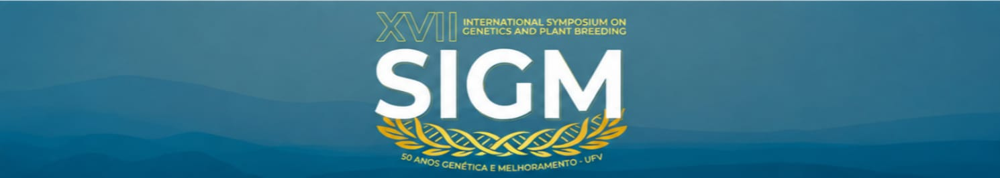 XVII
INTERNATIONAL SYMPOSIUM ON
GENETICS AND PLANT BREEDING
SIGM
50 ANOS GENÉTICA E MELHORAMENTO - UFV